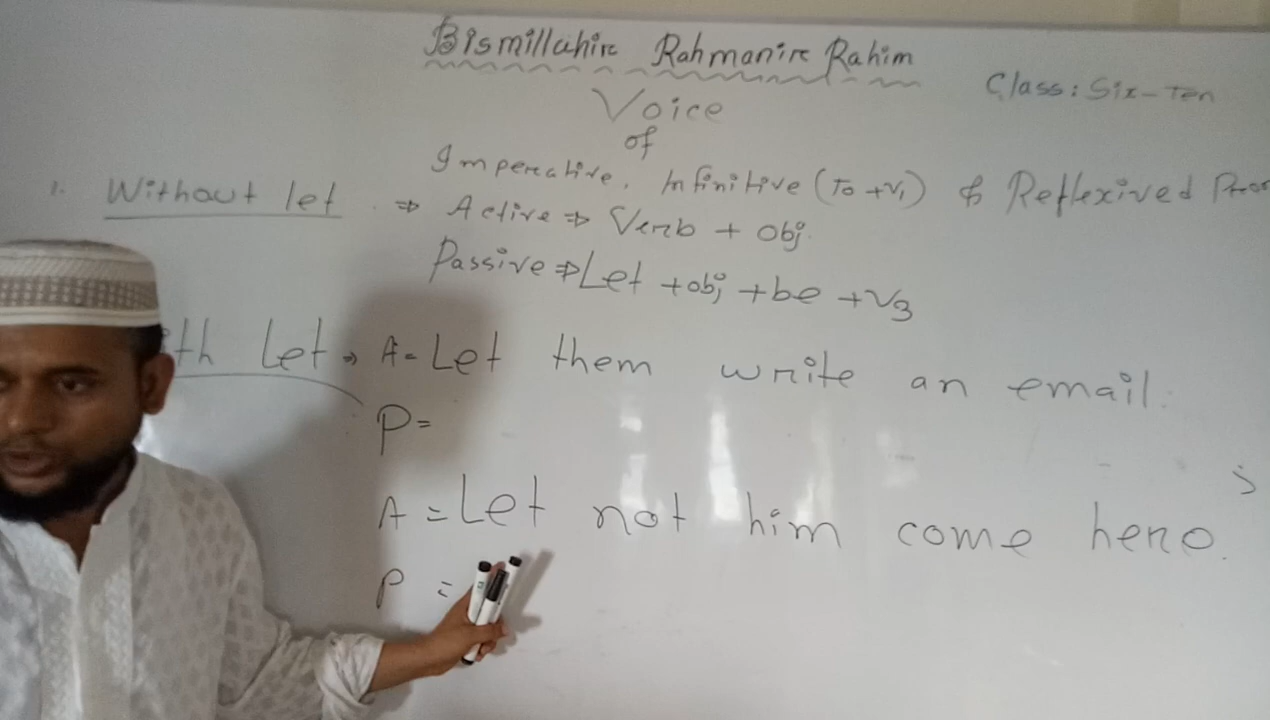 Bismillahir Rahmanir Rahim
Class: Six-Ten
Voice
of
Imperative, Infinitive (To+V1) & Reflexived
1. Without let ⇒ Active ⇒ Verb + obj.
Passive ⇒ Let + obj + be + V3
th Let ⇒ A = Let them write an email.
P =
A = Let not him come here.
P =